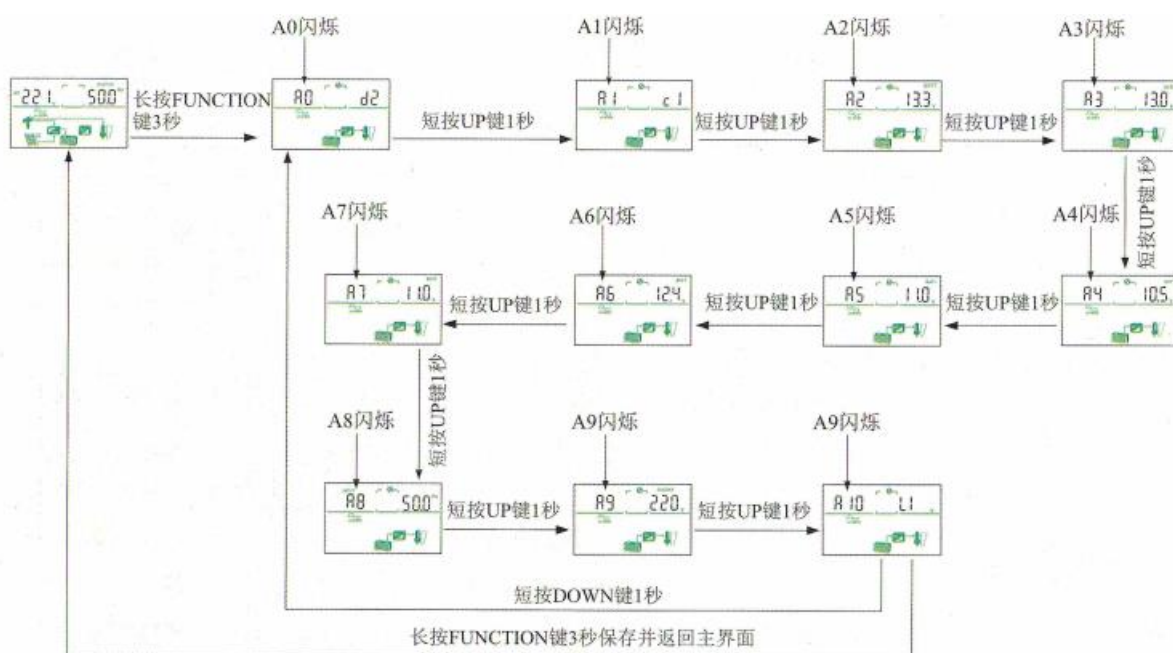 A0闪烁
A1闪烁
A2闪烁
A3闪烁
221
50.0
长按FUNCTION
键3秒
A0 d2
短按UP键1秒
A1 c1
短按UP键1秒
A2 13.3
短按UP键1秒
A3 13.0
短按UP键1秒
A7闪烁
A6闪烁
A5闪烁
A4闪烁
A7 11.0
短按UP键1秒
A6 12.4
短按UP键1秒
A5 11.0
短按UP键1秒
A4 10.5
短按UP键1秒
A8闪烁
A9闪烁
A9闪烁
A8 50.0
短按UP键1秒
A9 220
短按UP键1秒
A10 L1
短按DOWN键1秒
长按FUNCTION键3秒保存并返回主界面